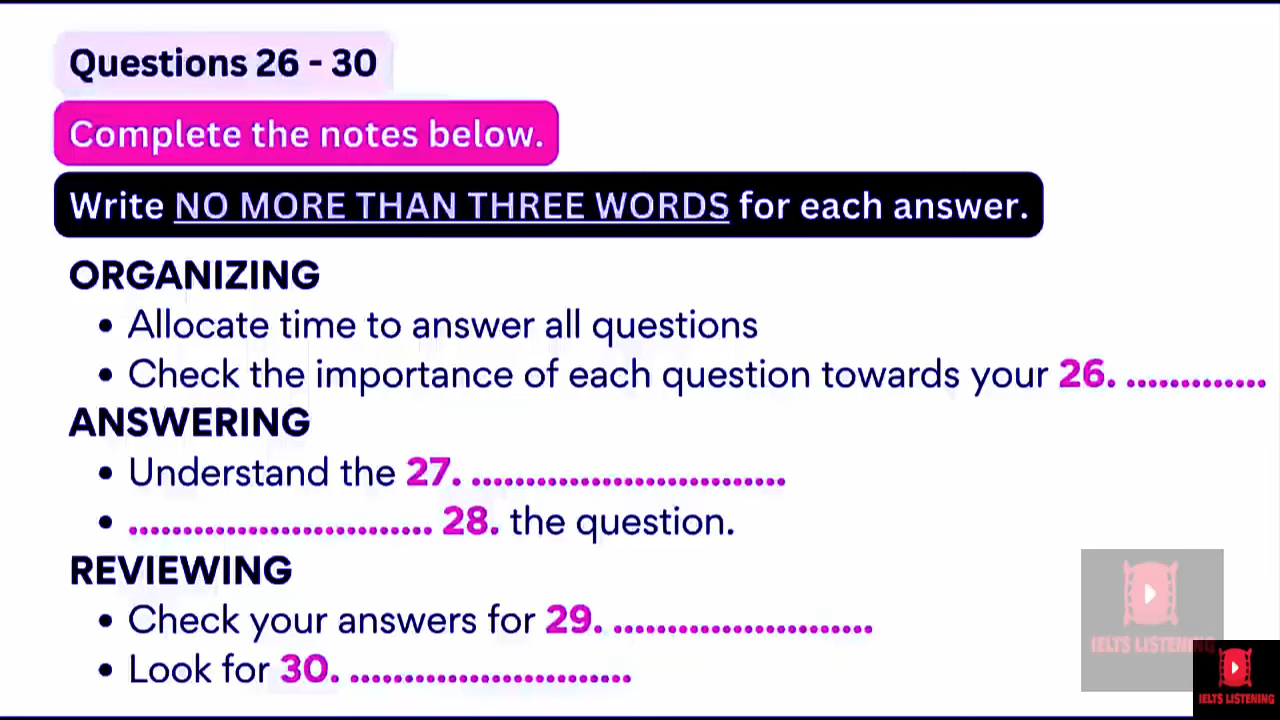 Questions 26 - 30
Complete the notes below.
Write NO MORE THAN THREE WORDS for each answer.
ORGANIZING
• Allocate time to answer all questions
• Check the importance of each question towards your 26. .............
ANSWERING
• Understand the 27. .............................
• ............................ 28. the question.
REVIEWING
• Check your answers for 29. ........................
• Look for 30. ..........................
IELTS LISTENING
IELTS LISTENING